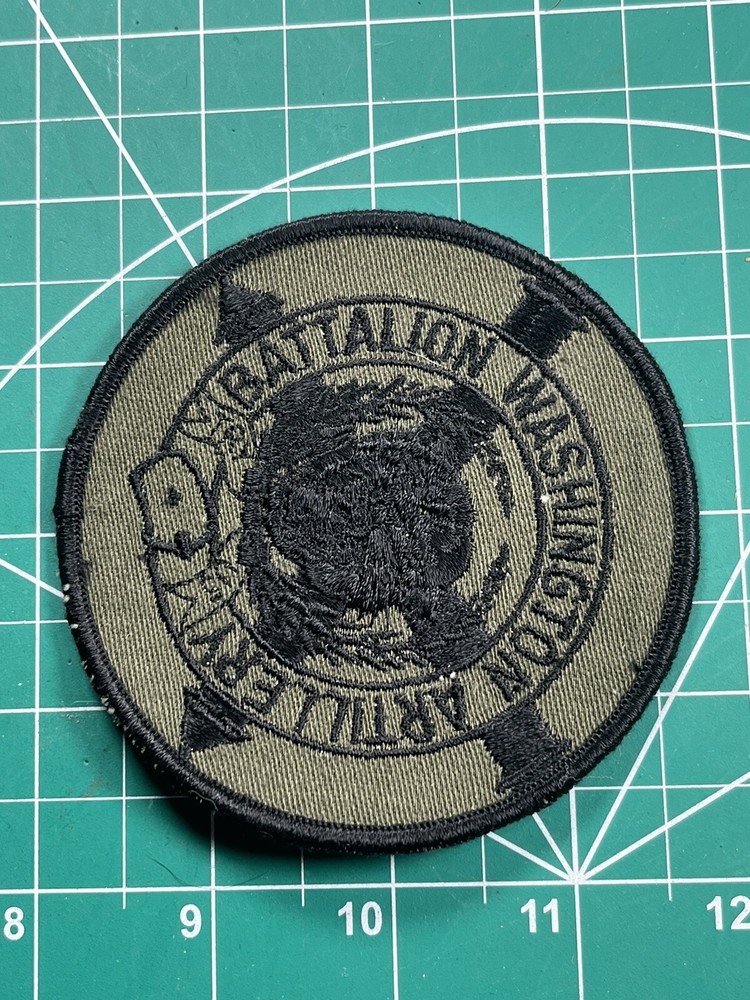 BATTALION WASHINGTON ARTILLERY
8 9 10 11 12